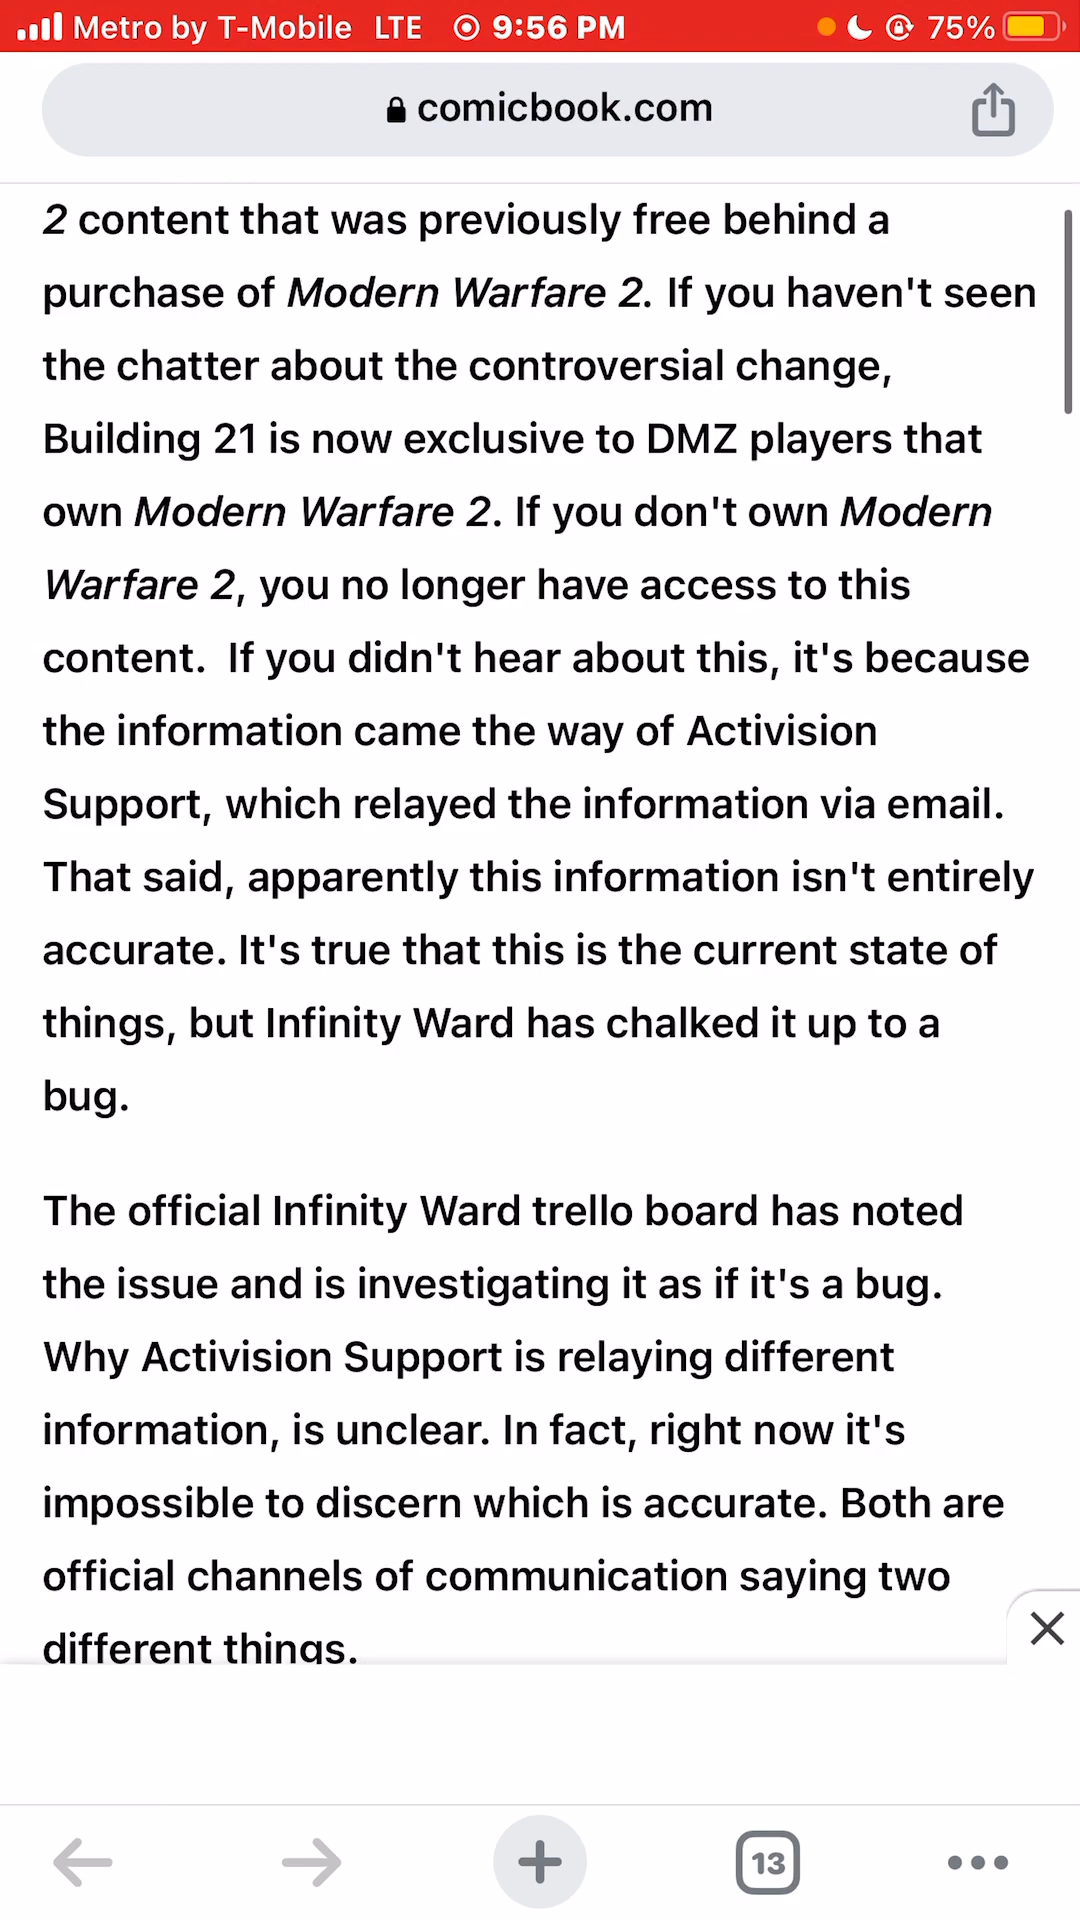 Metro by T-Mobile LTE 9:56 PM 75%
comicbook.com
2 content that was previously free behind a
purchase of Modern Warfare 2. If you haven't seen
the chatter about the controversial change,
Building 21 is now exclusive to DMZ players that
own Modern Warfare 2. If you don't own Modern
Warfare 2, you no longer have access to this
content.  If you didn't hear about this, it's because
the information came the way of Activision
Support, which relayed the information via email.
That said, apparently this information isn't entirely
accurate. It's true that this is the current state of
things, but Infinity Ward has chalked it up to a
bug.
The official Infinity Ward trello board has noted
the issue and is investigating it as if it's a bug.
Why Activision Support is relaying different
information, is unclear. In fact, right now it's
impossible to discern which is accurate. Both are
official channels of communication saying two
different things.
13